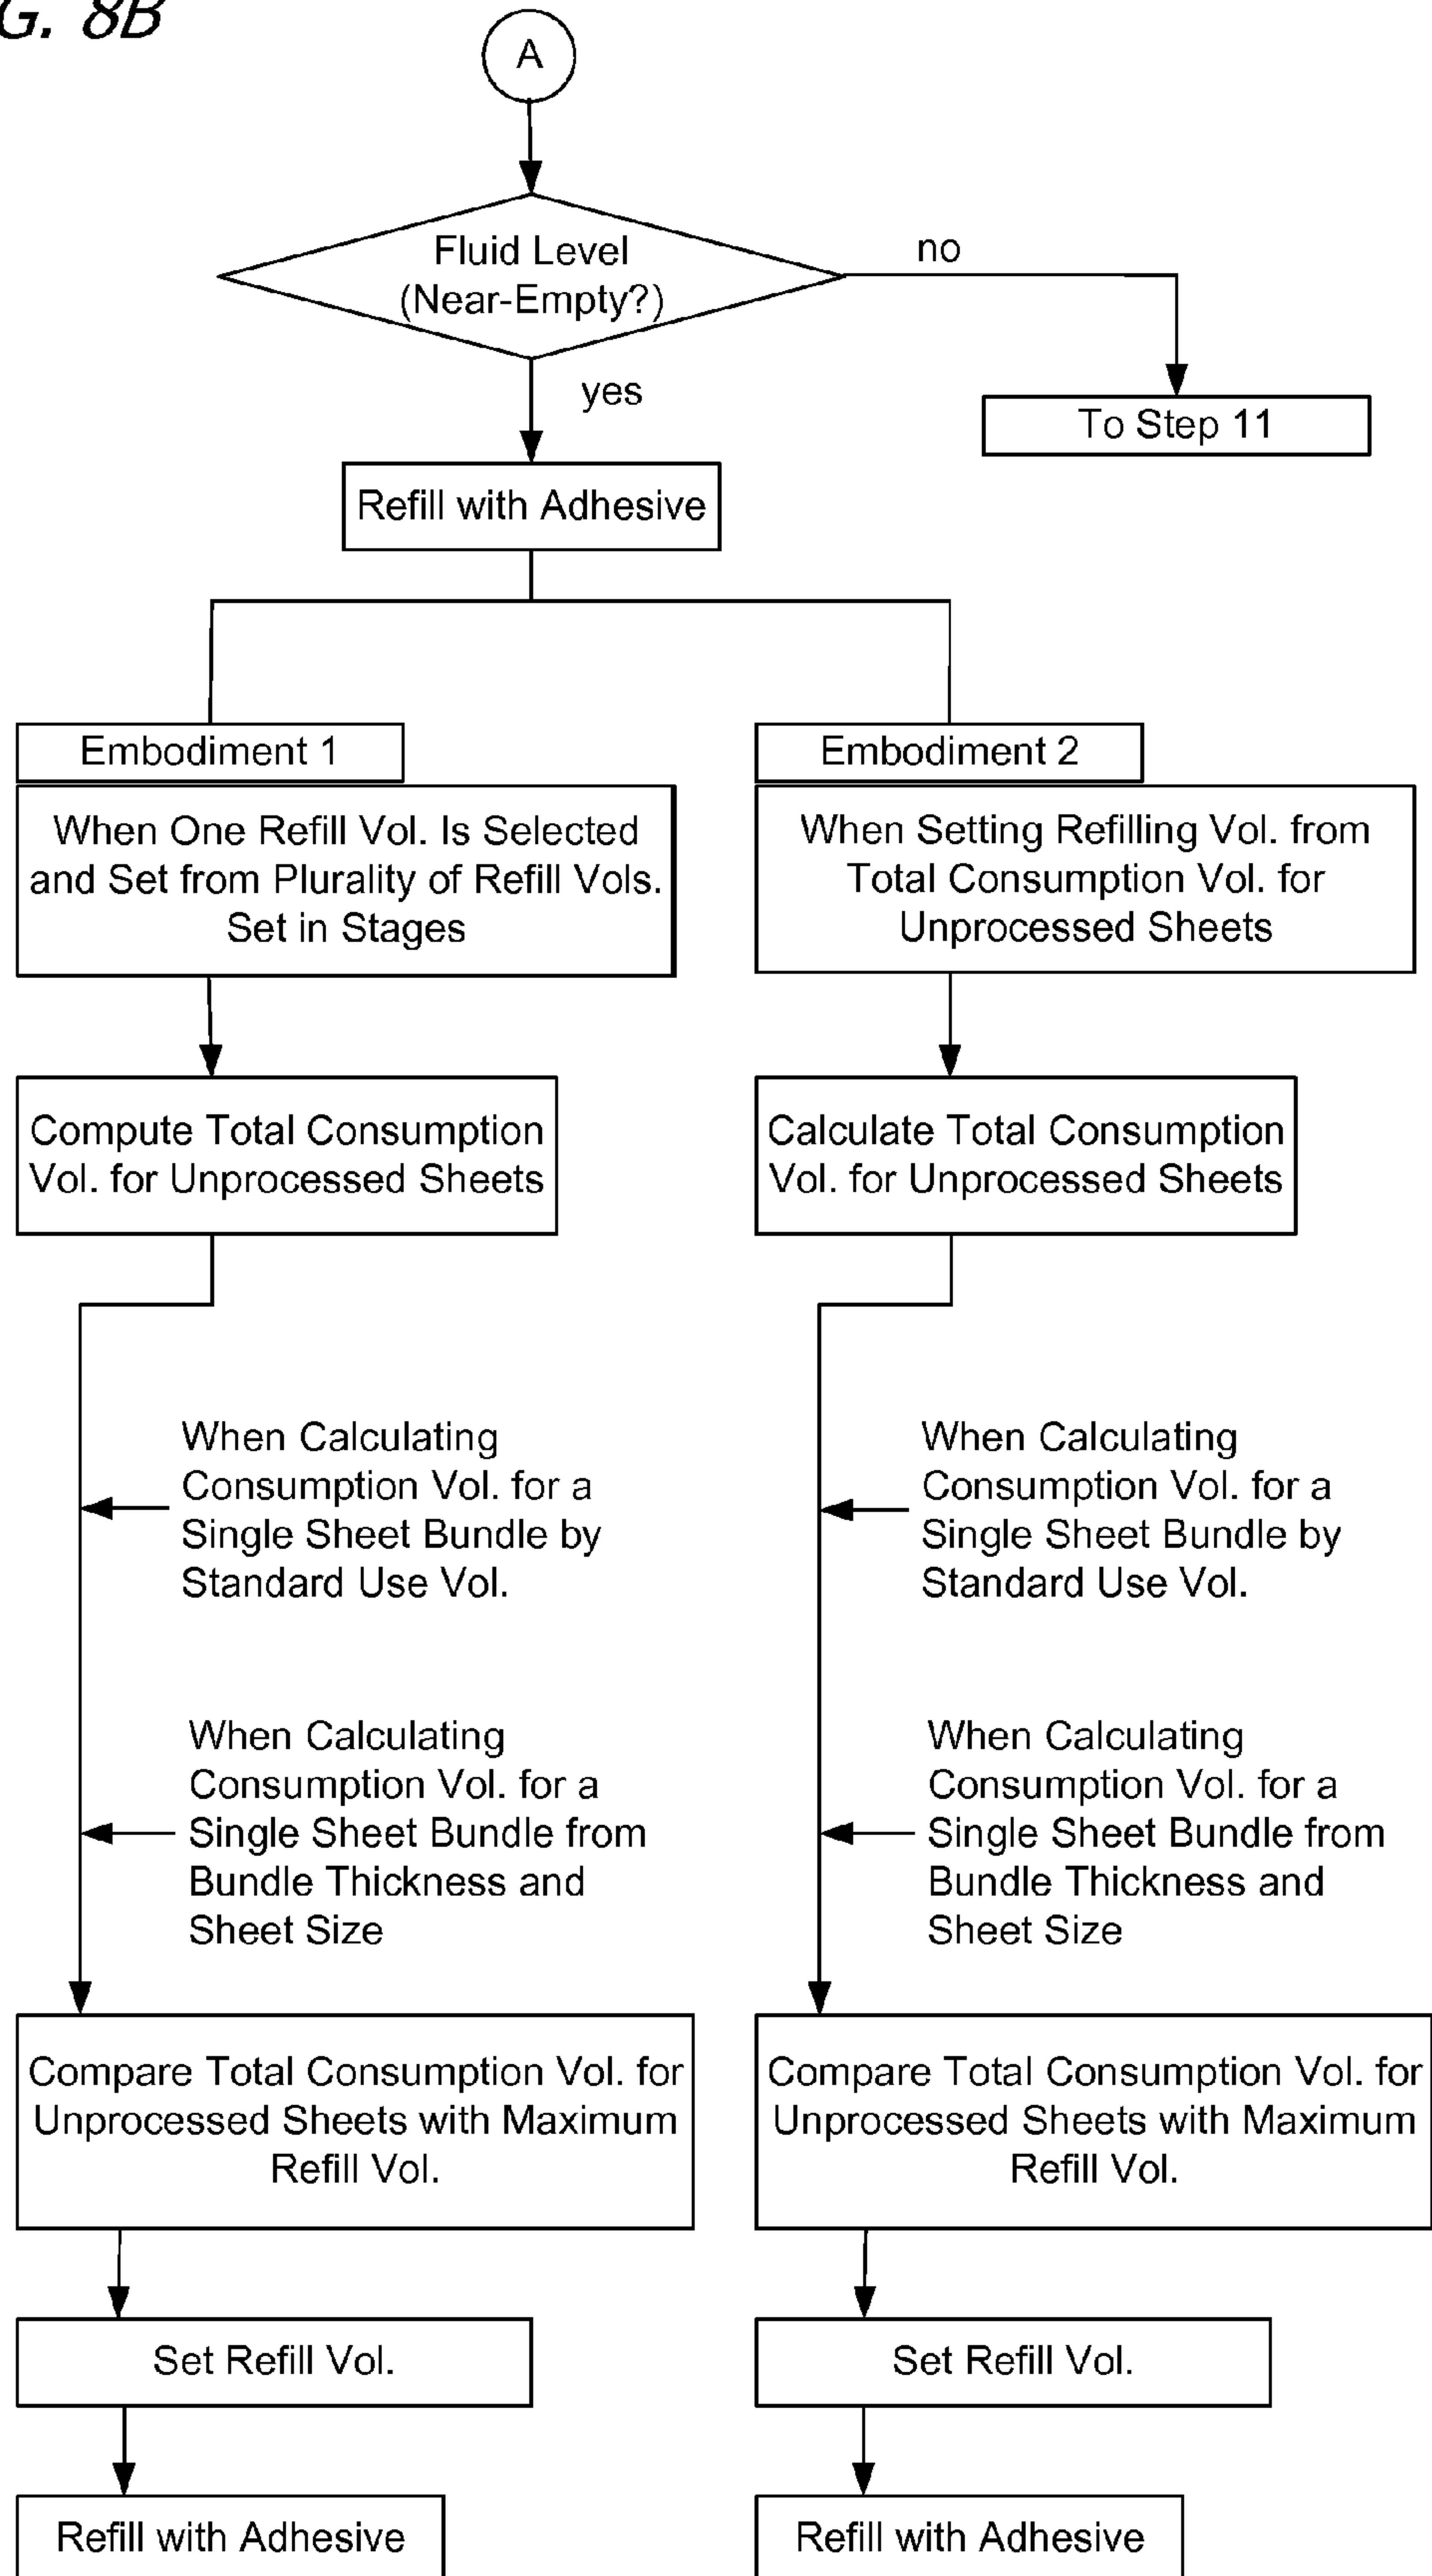 G. 8B
A
Fluid Level
(Near-Empty?)
no
yes
To Step 11
Refill with Adhesive
Embodiment 1
When One Refill Vol. Is Selected
and Set from Plurality of Refill Vols.
Set in Stages
Compute Total Consumption
Vol. for Unprocessed Sheets
When Calculating
Consumption Vol. for a
Single Sheet Bundle by
Standard Use Vol.
When Calculating
Consumption Vol. for a
Single Sheet Bundle from
Bundle Thickness and
Sheet Size
Compare Total Consumption Vol. for
Unprocessed Sheets with Maximum
Refill Vol.
Set Refill Vol.
Refill with Adhesive
Embodiment 2
When Setting Refilling Vol. from
Total Consumption Vol. for
Unprocessed Sheets
Calculate Total Consumption
Vol. for Unprocessed Sheets
When Calculating
Consumption Vol. for a
Single Sheet Bundle by
Standard Use Vol.
When Calculating
Consumption Vol. for a
Single Sheet Bundle from
Bundle Thickness and
Sheet Size
Compare Total Consumption Vol. for
Unprocessed Sheets with Maximum
Refill Vol.
Set Refill Vol.
Refill with Adhesive